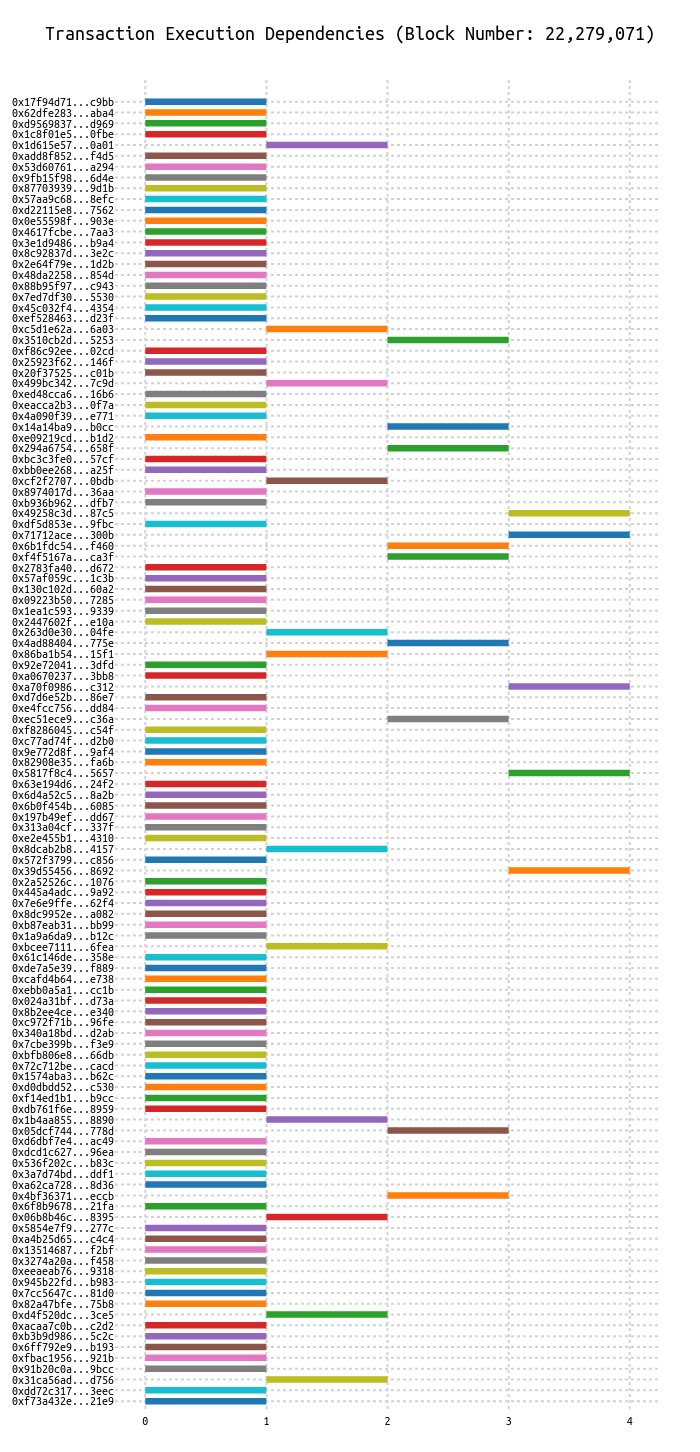 Transaction Execution Dependencies (Block Number: 22,279,071)
0x17f94d71...c9bb
0x62dfe283...aba4
0xd9569837...d969
0x1c8f01e5...0fbe
0x1d615e57...0a01
0xadd8f852...f4d5
0x53d60761...a294
0x9fb15f98...6d4e
0x87703939...9d1b
0x57aa9c68...8efc
0xd22115e8...7562
0x0e55598f...903e
0x4617fcbe...7aa3
0x3e1d9486...b9a4
0x8c92837d...3e2c
0x2e64f79e...1d2b
0x48da2258...854d
0x88b95f97...c943
0x7ed7df30...5530
0x45c032f4...4354
0xef528463...d23f
0xc5d1e62a...6a03
0x3510cb2d...5253
0xf86c92ee...02cd
0x25923f62...146f
0x20f37525...c01b
0x499bc342...7c9d
0xed48cca6...16b6
0xeacca2b3...0f7a
0x4a090f39...e771
0x14a14ba9...b0cc
0xe09219cd...b1d2
0x294a6754...658f
0xbc3c3fe0...57cf
0xbb0ee268...a25f
0xcf2f2707...0bdb
0x8974017d...36aa
0xb936b962...dfb7
0x49258c3d...87c5
0xdf5d853e...9fbc
0x71712ace...300b
0x6b1fdc54...f460
0xf4f5167a...ca3f
0x2783fa40...d672
0x57af059c...1c3b
0x130c102d...60a2
0x09223b50...7285
0x1ea1c593...9339
0x2447602f...e10a
0x263d0e30...04fe
0x4ad88404...775e
0x86ba1b54...15f1
0x92e72041...3dfd
0xa0670237...3bb8
0xa70f0986...c312
0xd7d6e52b...86e7
0xe4fcc756...dd84
0xec51ece9...c36a
0xf8286045...c54f
0xc77ad74f...d2b0
0x9e772d8f...9af4
0x82908e35...fa6b
0x5817f8c4...5657
0x63e194d6...24f2
0x6d4a52c5...8a2b
0x6b0f454b...6085
0x197b49ef...dd67
0x313a04cf...337f
0xe2e455b1...4310
0x8dcab2b8...4157
0x572f3799...c856
0x39d55456...8692
0x2a52526c...1076
0x445a4adc...9a92
0x7e6e9ffe...62f4
0x8dc9952e...a082
0xb87eab31...bb99
0x1a9a6da9...b12c
0xbcee7111...6fea
0x61c146de...358e
0xde7a5e39...f889
0xcafd4b64...e738
0xebb0a5a1...cc1b
0x024a31bf...d73a
0x8b2ee4ce...e340
0xc972f71b...96fe
0x340a18bd...d2ab
0x7cbe399b...f3e9
0xbfb806e8...66db
0x72c712be...cacd
0x1574aba3...b62c
0xd0dbdd52...c530
0xf14ed1b1...b9cc
0xdb761f6e...8959
0x1b4aa855...8890
0x05dcf744...778d
0xd6dbf7e4...ac49
0xdcd1c627...96ea
0x536f202c...b83c
0x3a7d74bd...ddf1
0xa62ca728...8d36
0x4bf36371...eccb
0x6f8b9678...21fa
0x06b8b46c...8395
0x5854e7f9...277c
0xa4b25d65...c4c4
0x13514687...f2bf
0x3274a20a...f458
0xeeaeab76...9318
0x945b22fd...b983
0x7cc5647c...81d0
0x82a47bfe...75b8
0xd4f520dc...3ce5
0xacaa7c0b...c2d2
0xb3b9d986...5c2c
0x6ff792e9...b193
0xfbac1956...921b
0x91b20c0a...9bcc
0x31ca56ad...d756
0xdd72c317...3eec
0xf73a432e...21e9
0 1 2 3 4